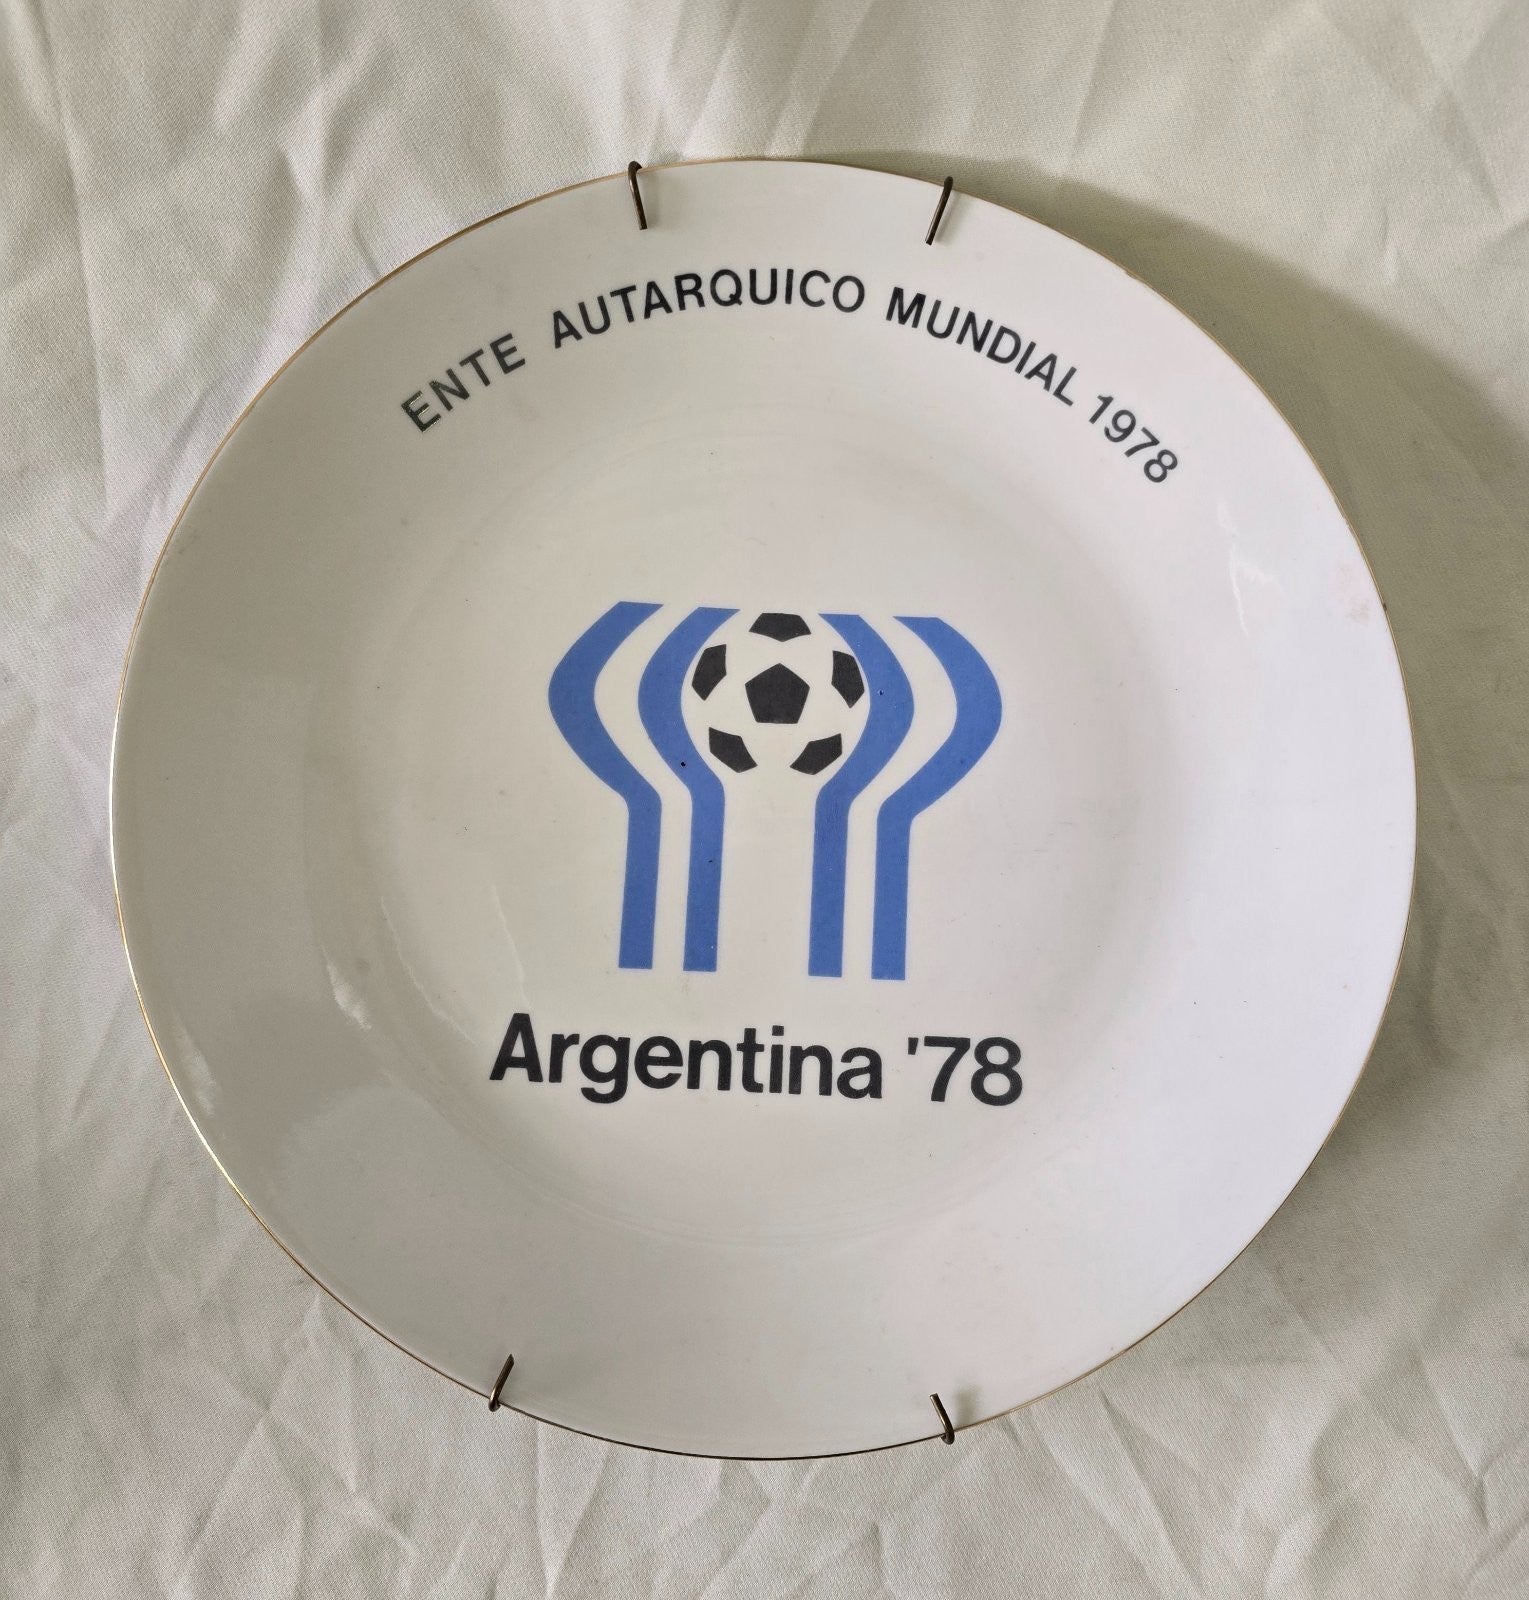 ENTE AUTARQUICO MUNDIAL 1978
Argentina '78